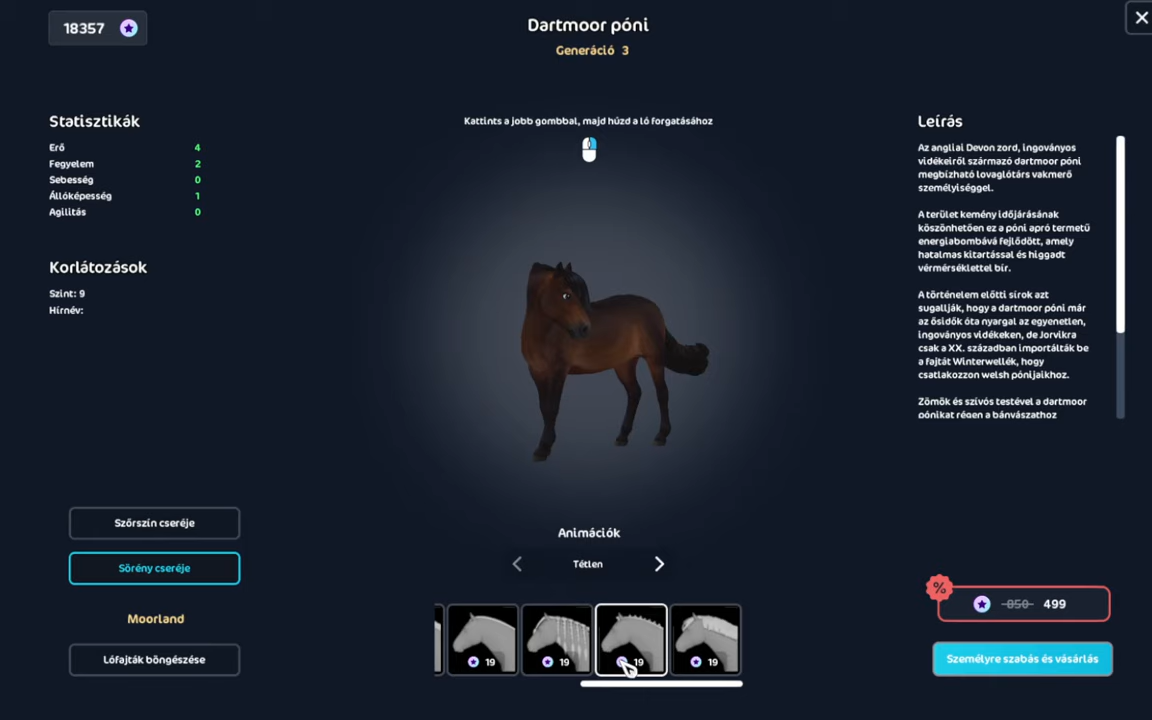 18357
Dartmoor póni
Generáció 3
Statisztikák
Erő 4
Fegyelem 2
Sebesség 0
Állóképesség 1
Agilitás 0
Korlátozások
Szint: 9
Hírnév:
Kattints a jobb gombbal, majd húzd a ló forgatásához
Leírás
Az angliai Devon zord, ingoványos
vidékeiről származó dartmoor póni
megbízható lovaglótárs vakmerő
személyiséggel.
A terület kemény időjárásának
köszönhetően ez a póni apró termetű
energiabombává fejlődött, amely
hatalmas kitartással és higgadt
vérmérséklettel bír.
A történelem előtti sírok azt
sugallják, hogy a dartmoor póni már
az ősidők óta nyargal az egyenetlen,
ingoványos vidékeken, de Jorvikra
csak a XX. században importálták be
a fajtát Winterwellék, hogy
csatlakozzon welsh pónijaikhoz.
Zömök és szívós testével a dartmoor
pónikat régen a bányászathoz
Szőrszín cseréje
Sörény cseréje
Moorland
Lófajták böngészése
Animációk
Tétlen
19
19
19
19
%
850 499
Személyre szabás és vásárlás